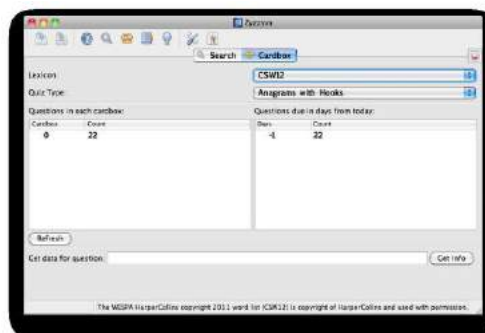 Zyzzyva
Search Cardbox
Lexicon: CSW12
Quiz Type: Anagrams with Hooks
Questions in each cardbox: Questions due in days from today:
Cardbox Count Days Count
0 22 -1 22
Refresh
Get data for question: Get Info
The WESPA HarperCollins copyright 2011 word list (CSW12) is copyright of HarperCollins and used with permission.